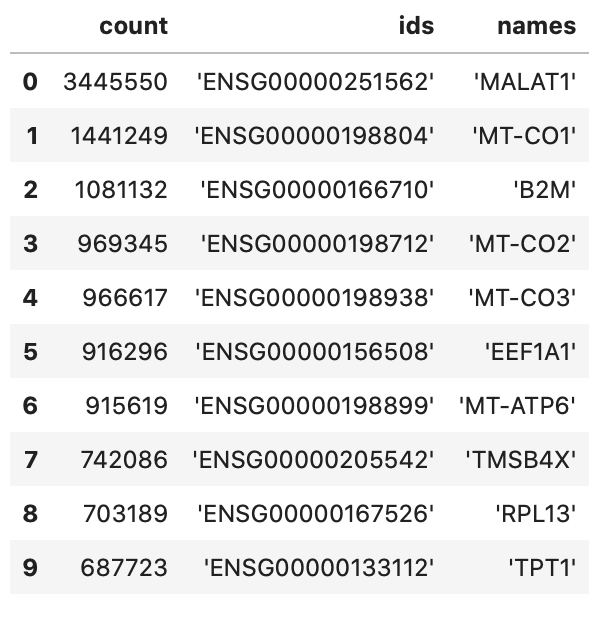 count ids names
0 3445550 'ENSG00000251562' 'MALAT1'
1 1441249 'ENSG00000198804' 'MT-CO1'
2 1081132 'ENSG00000166710' 'B2M'
3 969345 'ENSG00000198712' 'MT-CO2'
4 966617 'ENSG00000198938' 'MT-CO3'
5 916296 'ENSG00000156508' 'EEF1A1'
6 915619 'ENSG00000198899' 'MT-ATP6'
7 742086 'ENSG00000205542' 'TMSB4X'
8 703189 'ENSG00000167526' 'RPL13'
9 687723 'ENSG00000133112' 'TPT1'